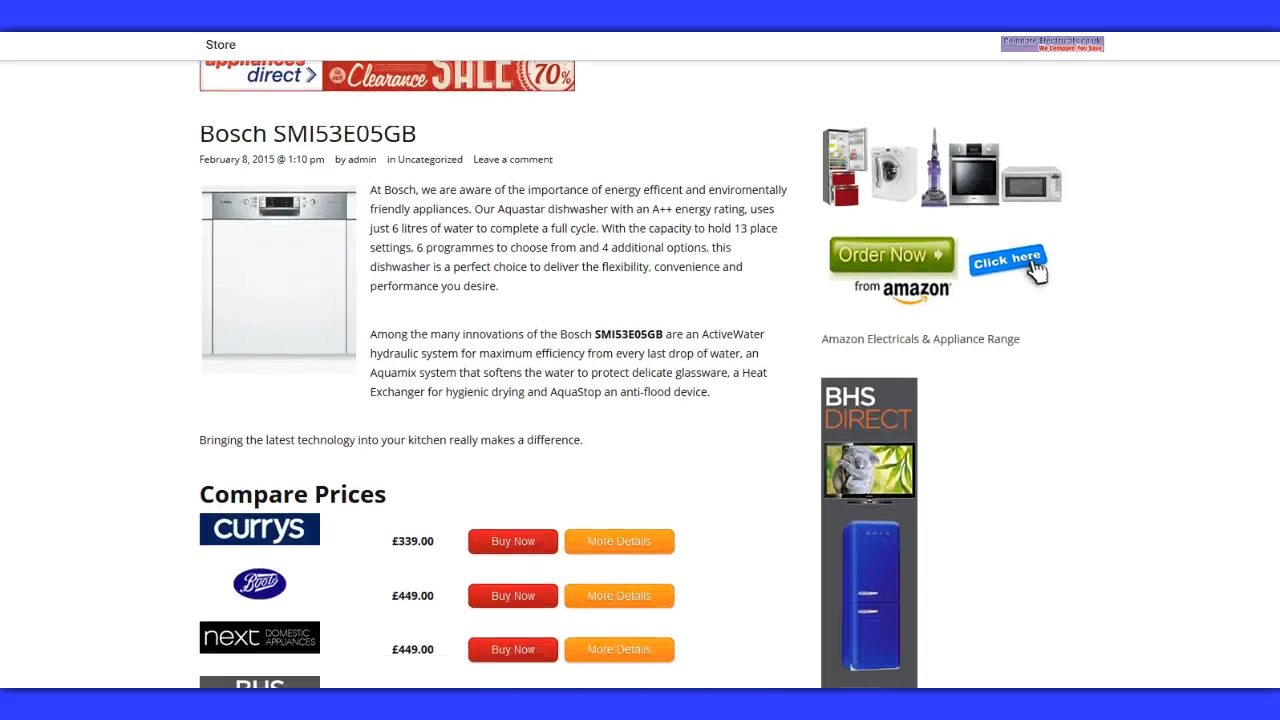 Store
Compare Electricals.co.uk
We Compare You Save
appliances
direct
Clearance SALE 70%
Bosch SMI53E05GB
February 8, 2015 @ 1:10 pm by admin in Uncategorized Leave a comment
At Bosch, we are aware of the importance of energy efficent and enviromentally
friendly appliances. Our Aquastar dishwasher with an A++ energy rating, uses
just 6 litres of water to complete a full cycle. With the capacity to hold 13 place
settings, 6 programmes to choose from and 4 additional options, this
dishwasher is a perfect choice to deliver the flexibility, convenience and
performance you desire.
Among the many innovations of the Bosch SMI53E05GB are an ActiveWater
hydraulic system for maximum efficiency from every last drop of water, an
Aquamix system that softens the water to protect delicate glassware, a Heat
Exchanger for hygienic drying and AquaStop an anti-flood device.
Bringing the latest technology into your kitchen really makes a difference.
Compare Prices
currys £339.00 Buy Now More Details
Boots £449.00 Buy Now More Details
next DOMESTIC APPLIANCES £449.00 Buy Now More Details
BHS
Order Now
Click here
from amazon
Amazon Electricals & Appliance Range
BHS
DIRECT